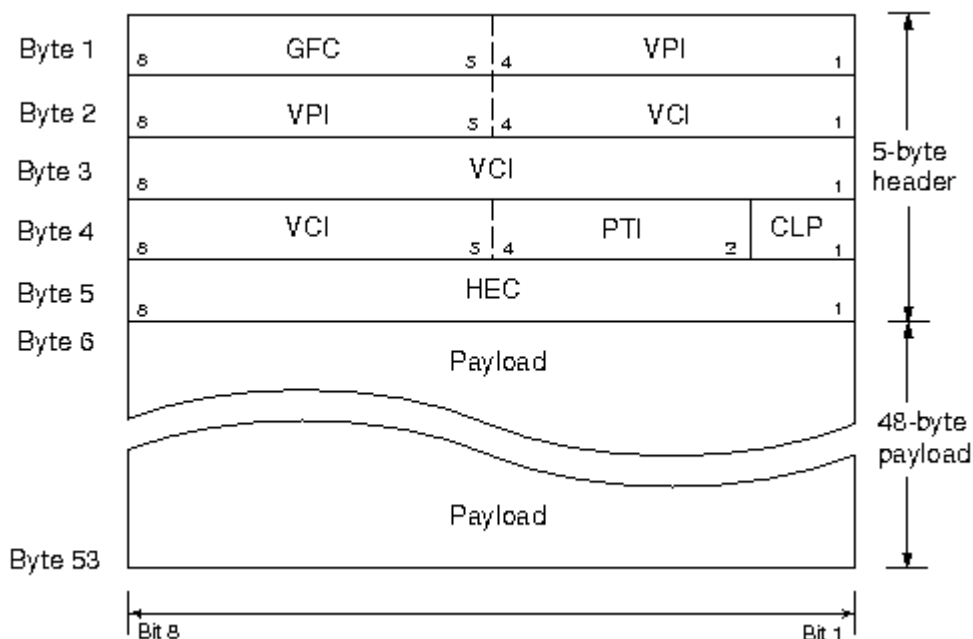 Byte 1 8 GFC 5 4 VPI 1
Byte 2 8 VPI 5 4 VCI 1
Byte 3 8 VCI 1
5-byte
header
Byte 4 8 VCI 5 4 PTI 2 CLP 1
Byte 5 8 HEC 1
Byte 6
Payload
48-byte
payload
Payload
Byte 53
Bit 8 Bit 1